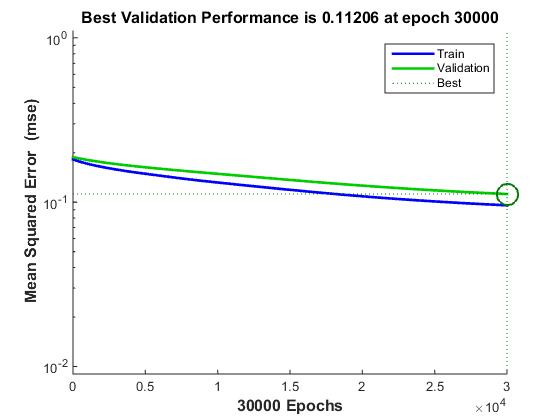 Best Validation Performance is 0.11206 at epoch 30000
Train
Validation
Best
Mean Squared Error (mse)
10^0
10^-1
10^-2
0 0.5 1 1.5 2 2.5 3
×10^4
30000 Epochs